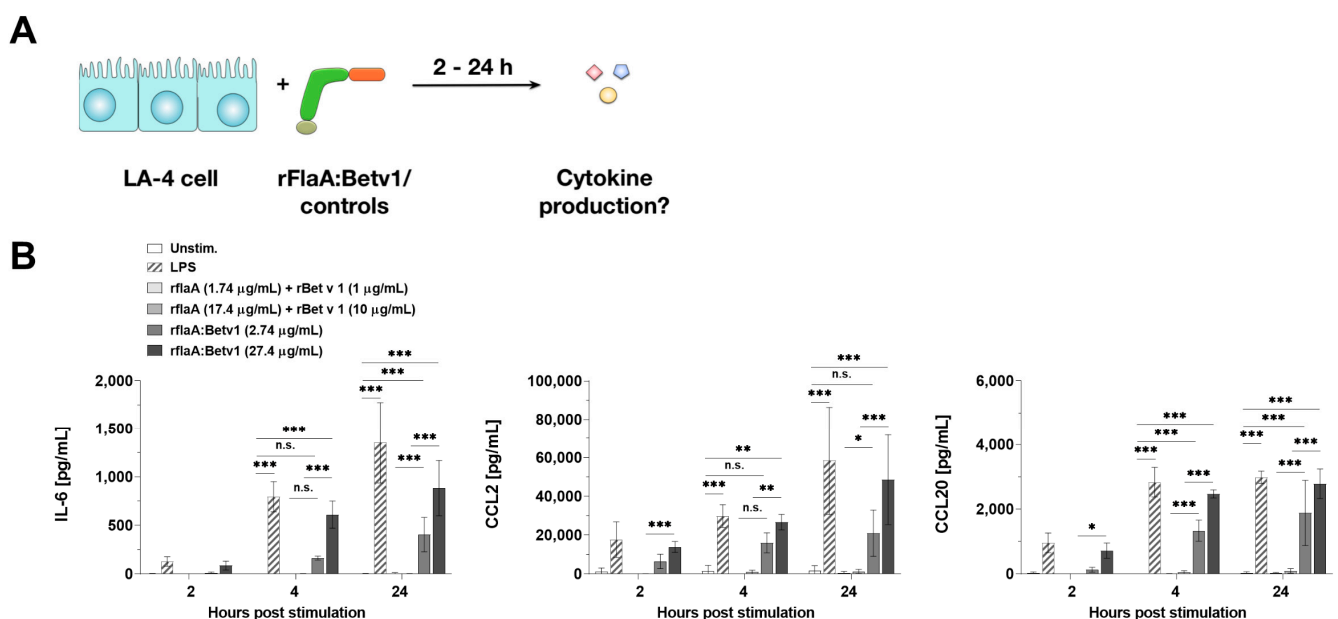 A
+
2 - 24 h
LA-4 cell
rFlaA:Betv1/
controls
Cytokine
production?
B
Unstim.
LPS
rflaA (1.74 µg/mL) + rBet v 1 (1 µg/mL)
rflaA (17.4 µg/mL) + rBet v 1 (10 µg/mL)
rflaA:Betv1 (2.74 µg/mL)
rflaA:Betv1 (27.4 µg/mL)
IL-6 [pg/mL]
2,000
1,500
1,000
500
0
***
n.s.
***
***
n.s.
***
***
***
***
***
2 4 24
Hours post stimulation
CCL2 [pg/mL]
100,000
80,000
60,000
40,000
20,000
0
***
**
n.s.
***
**
n.s.
***
n.s.
***
***
*
2 4 24
Hours post stimulation
CCL20 [pg/mL]
6,000
4,000
2,000
0
*
***
***
***
***
***
***
***
***
***
***
2 4 24
Hours post stimulation